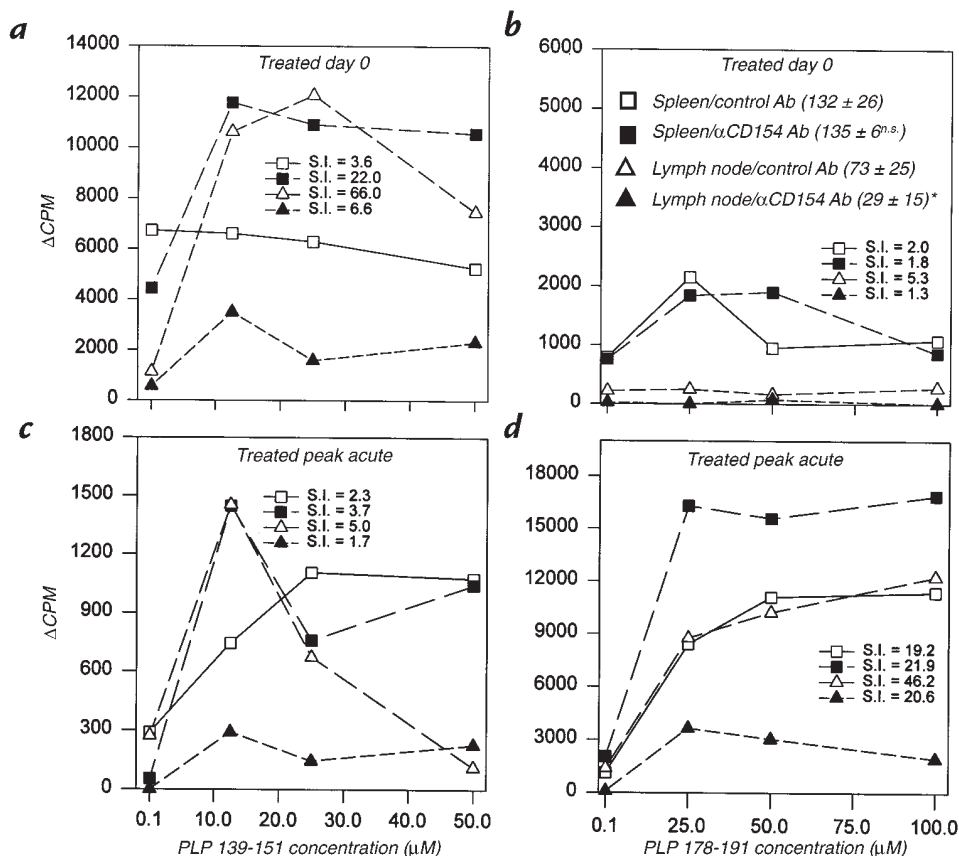 a
ΔCPM
14000
12000
10000
8000
6000
4000
2000
0
Treated day 0
S.I. = 3.6
S.I. = 22.0
S.I. = 66.0
S.I. = 6.6
b
6000
5000
4000
3000
2000
1000
0
Treated day 0
Spleen/control Ab (132 ± 26)
Spleen/αCD154 Ab (135 ± 6n.s.)
Lymph node/control Ab (73 ± 25)
Lymph node/αCD154 Ab (29 ± 15)*
S.I. = 2.0
S.I. = 1.8
S.I. = 5.3
S.I. = 1.3
c
ΔCPM
1800
1500
1200
900
600
300
0
Treated peak acute
S.I. = 2.3
S.I. = 3.7
S.I. = 5.0
S.I. = 1.7
0.1 10.0 20.0 30.0 40.0 50.0
PLP 139-151 concentration (μM)
d
18000
15000
12000
9000
6000
3000
0
Treated peak acute
S.I. = 19.2
S.I. = 21.9
S.I. = 46.2
S.I. = 20.6
0.1 25.0 50.0 75.0 100.0
PLP 178-191 concentration (μM)